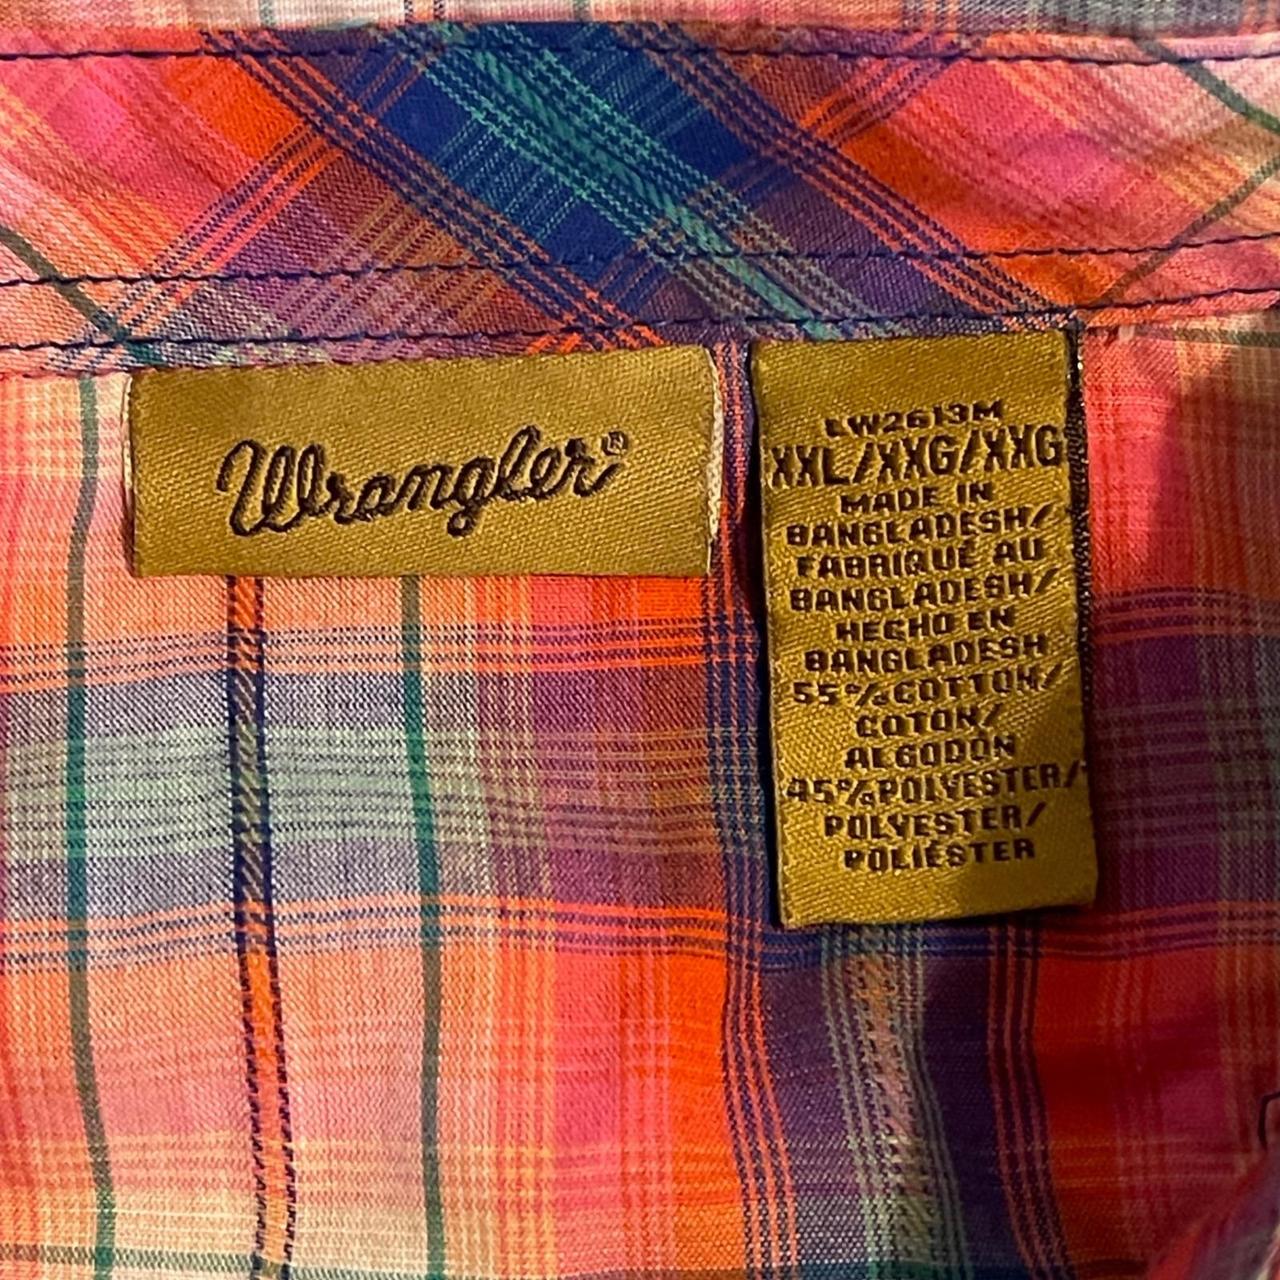 Wrangler®
LW2613M
XXL/XXG/XXG
MADE IN
BANGLADESH/
FABRIQUÉ AU
BANGLADESH/
HECHO EN
BANGLADESH
55%COTTON/
COTON/
ALGODÓN
45%POLYESTER/
POLYESTER/
POLIÉSTER